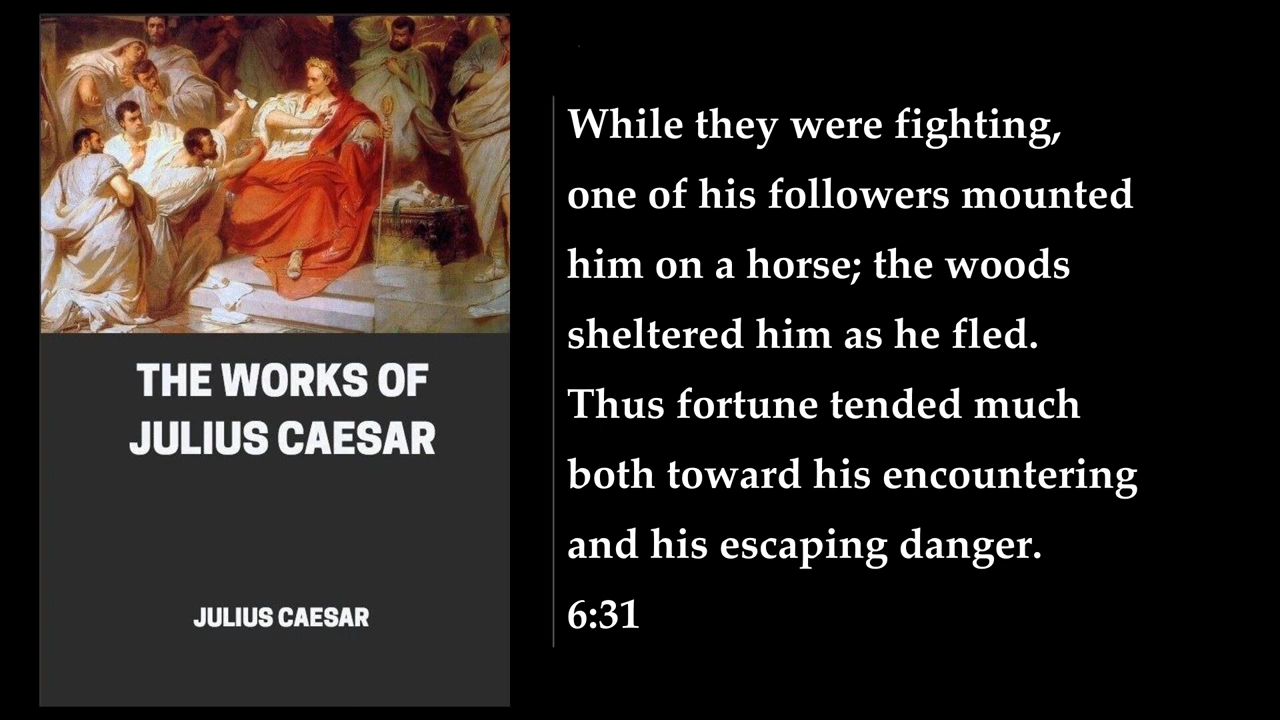 THE WORKS OF
JULIUS CAESAR
JULIUS CAESAR
While they were fighting,
one of his followers mounted
him on a horse; the woods
sheltered him as he fled.
Thus fortune tended much
both toward his encountering
and his escaping danger.
6:31